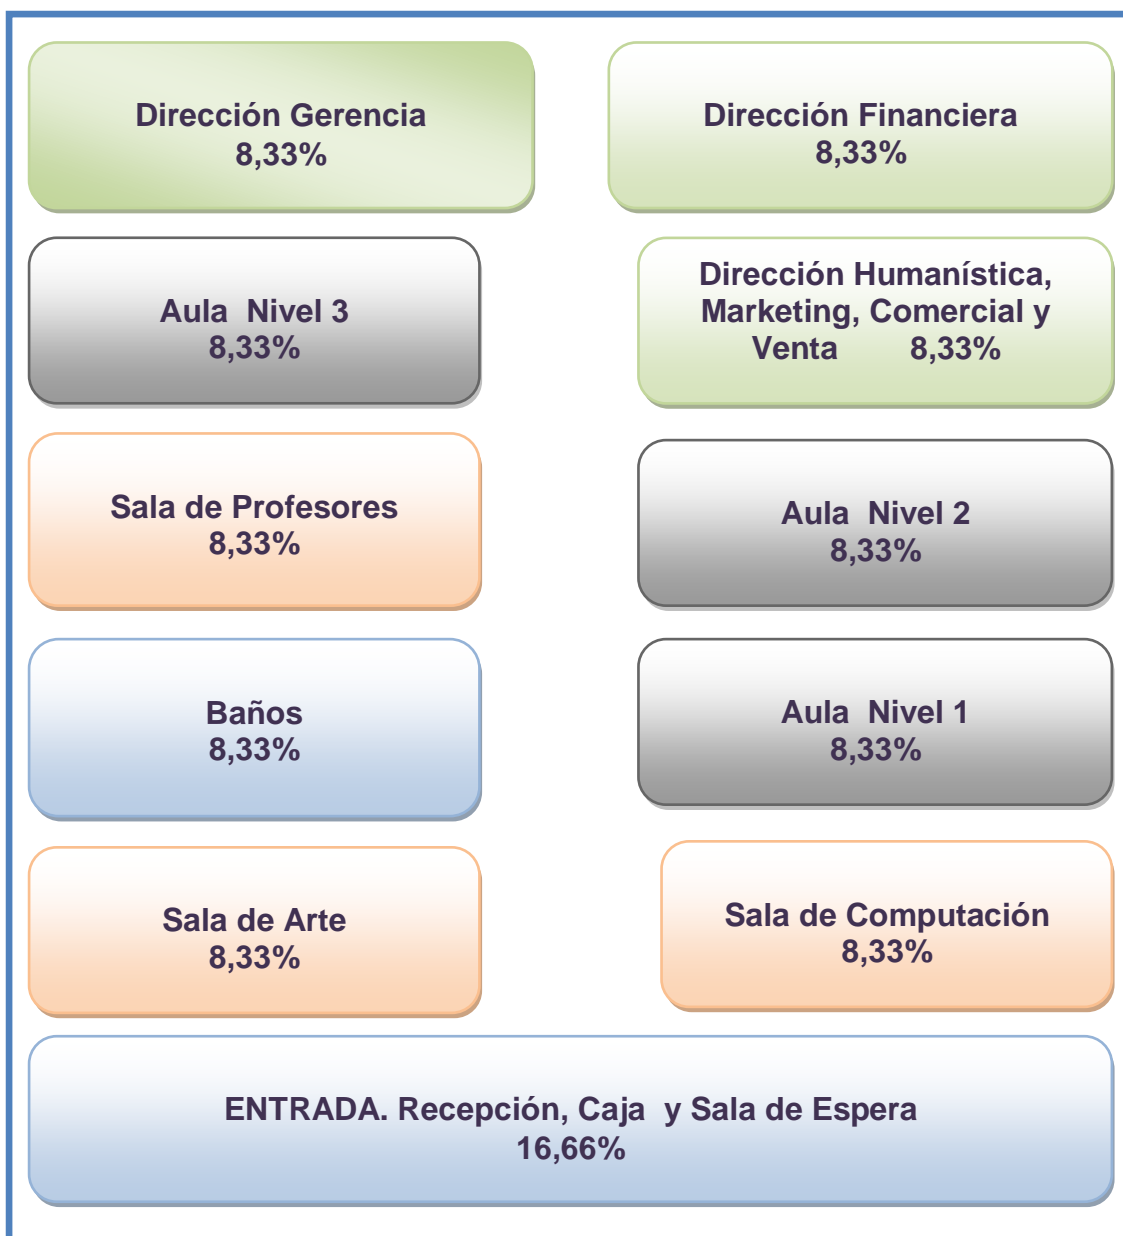 Dirección Gerencia
8,33%
Dirección Financiera
8,33%
Aula  Nivel 3
8,33%
Dirección Humanística,
Marketing, Comercial y
Venta        8,33%
Sala de Profesores
8,33%
Aula  Nivel 2
8,33%
Baños
8,33%
Aula  Nivel 1
8,33%
Sala de Arte
8,33%
Sala de Computación
8,33%
ENTRADA. Recepción, Caja  y Sala de Espera
16,66%